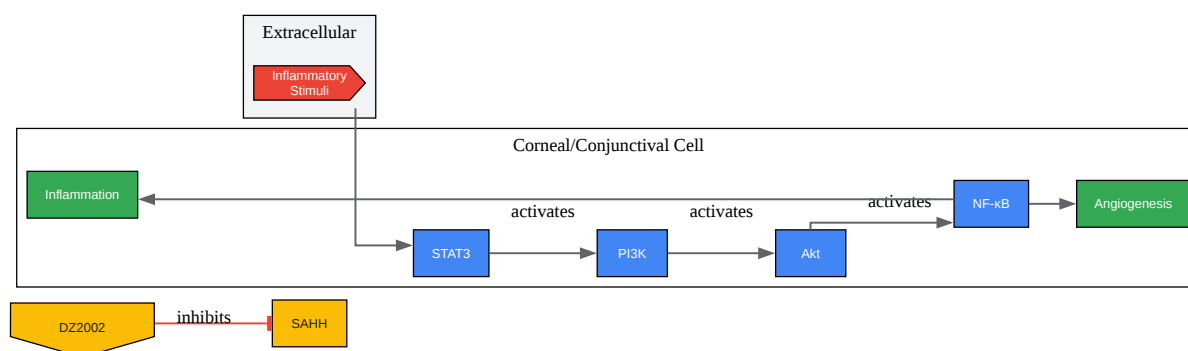 Extracellular
Inflammatory
Stimuli
Corneal/Conjunctival Cell
Inflammation
activates
activates
activates
NF-κB
Angiogenesis
STAT3
PI3K
Akt
DZ2002
inhibits
SAHH